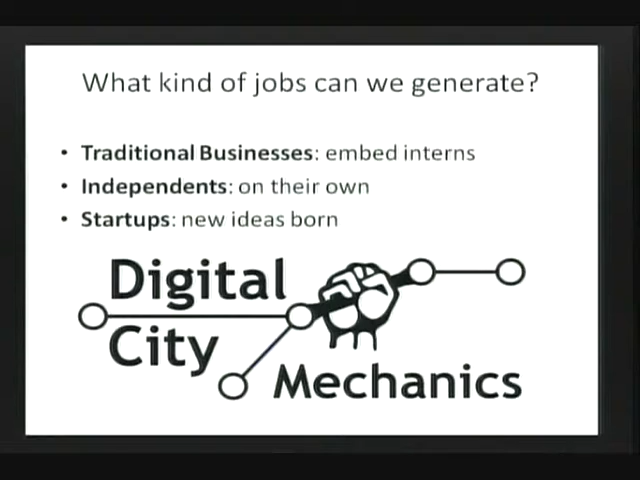 What kind of jobs can we generate?
• Traditional Businesses: embed interns
• Independents: on their own
• Startups: new ideas born
Digital
City
Mechanics